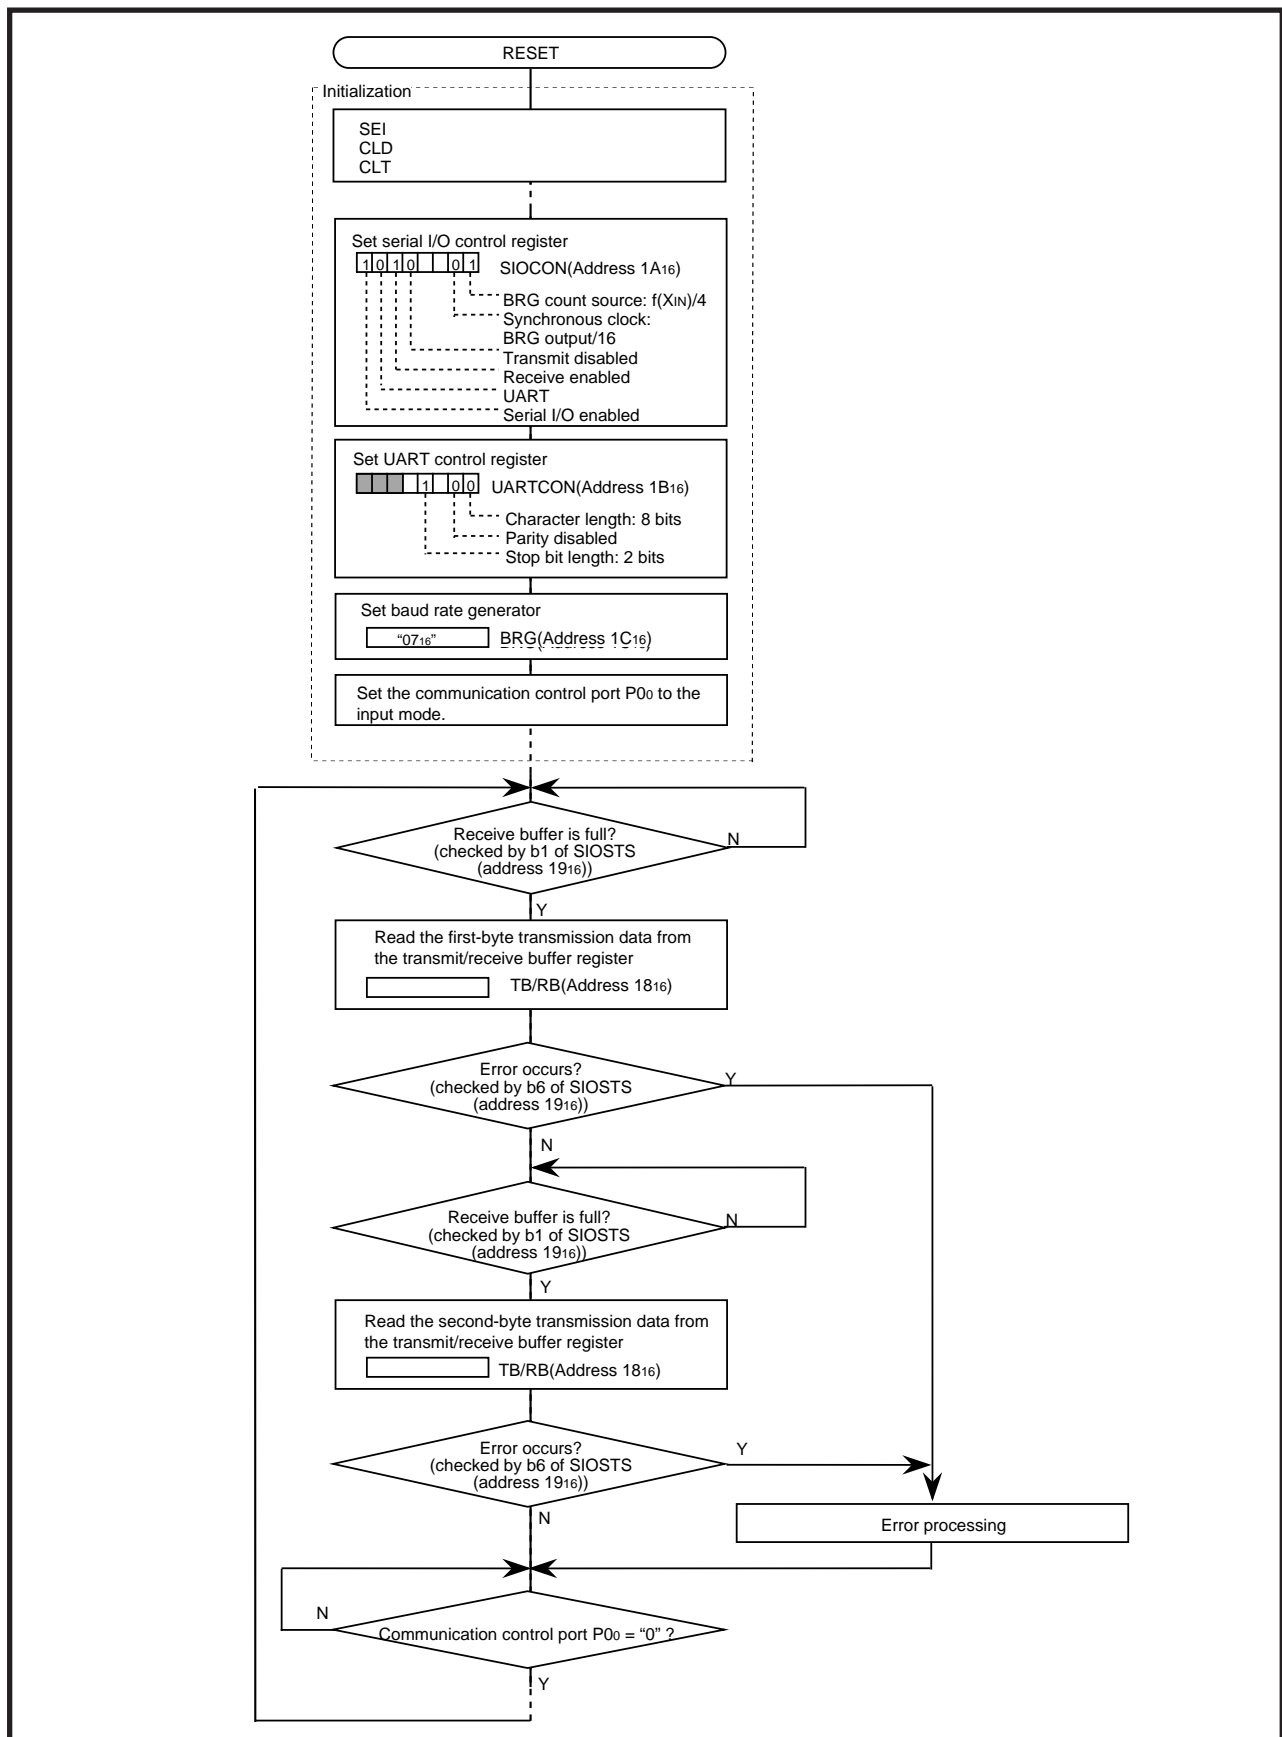 RESET
Initialization
SEI
CLD
CLT
Set serial I/O control register
1 0 1 0 0 1 SIOCON(Address 1A16)
BRG count source: f(XIN)/4
Synchronous clock:
BRG output/16
Transmit disabled
Receive enabled
UART
Serial I/O enabled
Set UART control register
1 0 0 UARTCON(Address 1B16)
Character length: 8 bits
Parity disabled
Stop bit length: 2 bits
Set baud rate generator
“0716” BRG(Address 1C16)
Set the communication control port P00 to the
input mode.
Receive buffer is full?
(checked by b1 of SIOSTS
(address 1916))
N
Y
Read the first-byte transmission data from
the transmit/receive buffer register
TB/RB(Address 1816)
Error occurs?
(checked by b6 of SIOSTS
(address 1916))
Y
N
Receive buffer is full?
(checked by b1 of SIOSTS
(address 1916))
N
Y
Read the second-byte transmission data from
the transmit/receive buffer register
TB/RB(Address 1816)
Error occurs?
(checked by b6 of SIOSTS
(address 1916))
Y
N
Error processing
N
Communication control port P00 = “0” ?
Y